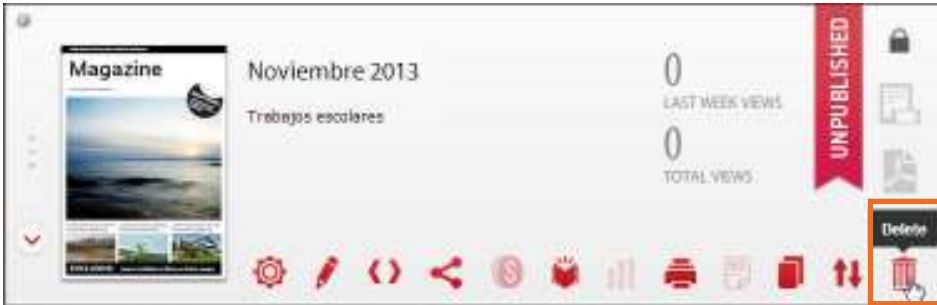 Magazine
Noviembre 2013
Trabajos escolares
0
LAST WEEK VIEWS
0
TOTAL VIEWS
UNPUBLISHED
Delete